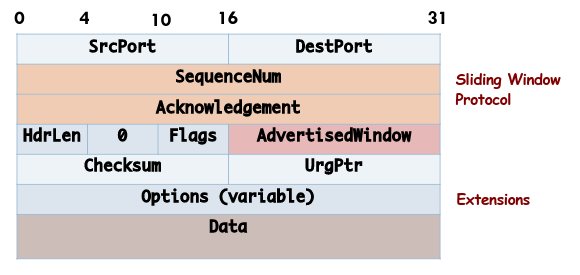 0 4 10 16 31
SrcPort DestPort
SequenceNum
Sliding Window
Protocol
Acknowledgement
HdrLen 0 Flags AdvertisedWindow
Checksum UrgPtr
Options (variable)
Extensions
Data